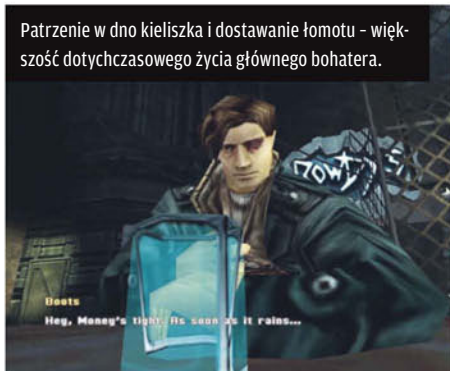 Patrzenie w dno kieliszka i dostawanie łomotu – więk-
szość dotychczasowego życia głównego bohatera.
Boots
Hey, Money's tight. As soon as it rains...